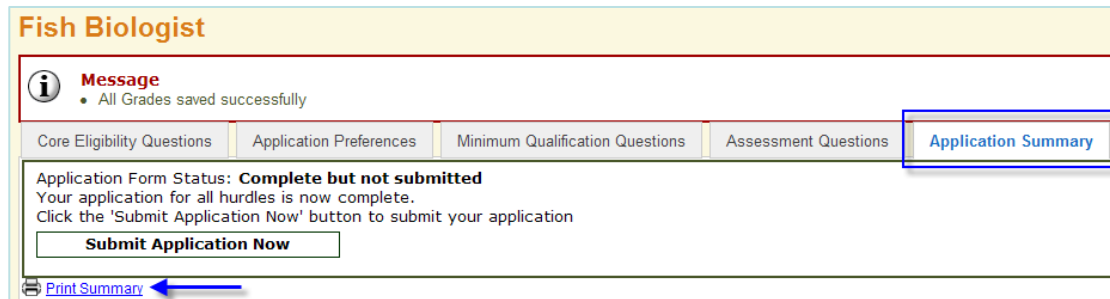 Fish Biologist
Message
• All Grades saved successfully
Core Eligibility Questions Application Preferences Minimum Qualification Questions Assessment Questions Application Summary
Application Form Status: Complete but not submitted
Your application for all hurdles is now complete.
Click the 'Submit Application Now' button to submit your application
Submit Application Now
Print Summary